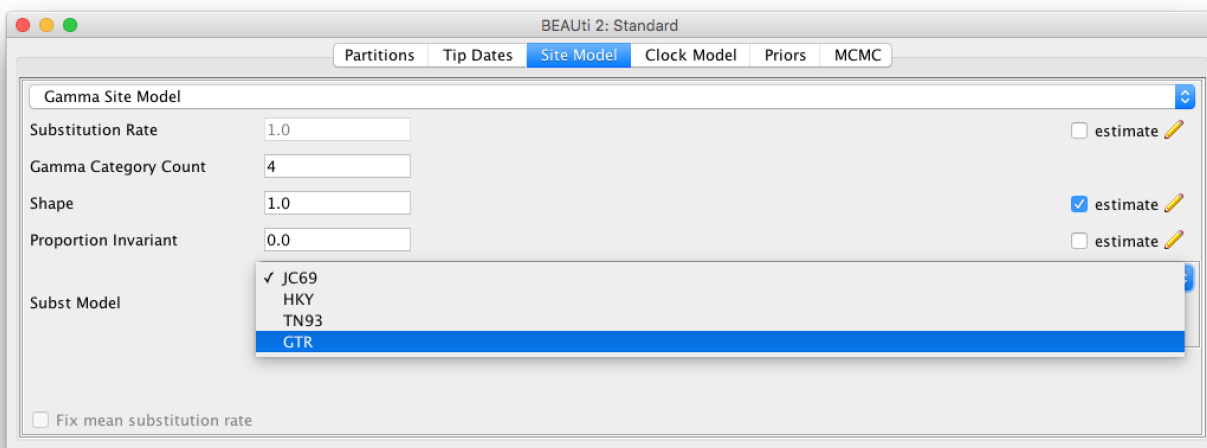 BEAUti 2: Standard
Partitions Tip Dates Site Model Clock Model Priors MCMC
Gamma Site Model
Substitution Rate 1.0 estimate
Gamma Category Count 4
Shape 1.0 estimate
Proportion Invariant 0.0 estimate
✓ JC69
Subst Model HKY
TN93
GTR
Fix mean substitution rate